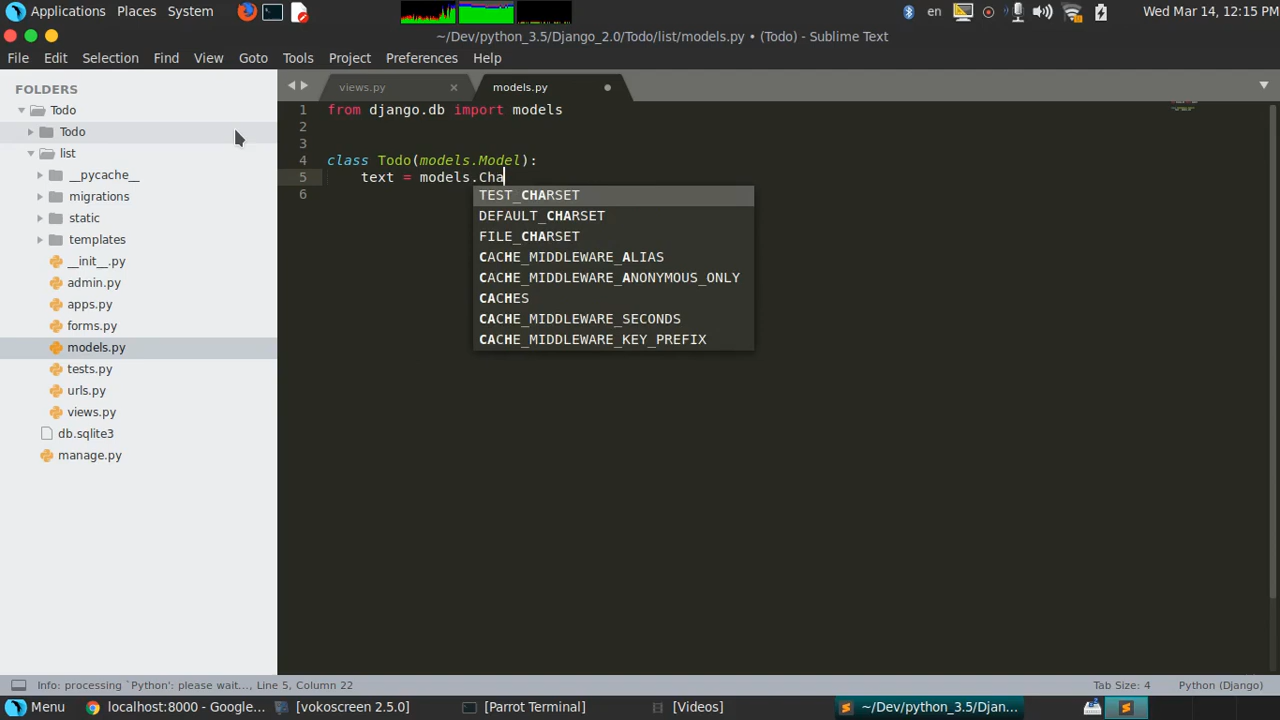 Applications Places System en Wed Mar 14, 12:15 PM
~/Dev/python_3.5/Django_2.0/Todo/list/models.py • (Todo) - Sublime Text
File Edit Selection Find View Goto Tools Project Preferences Help
FOLDERS
Todo
Todo
list
__pycache__
migrations
static
templates
__init__.py
admin.py
apps.py
forms.py
models.py
tests.py
urls.py
views.py
db.sqlite3
manage.py
views.py models.py
1 from django.db import models
2
3
4 class Todo(models.Model):
5 text = models.Cha
6
TEST_CHARSET
DEFAULT_CHARSET
FILE_CHARSET
CACHE_MIDDLEWARE_ALIAS
CACHE_MIDDLEWARE_ANONYMOUS_ONLY
CACHES
CACHE_MIDDLEWARE_SECONDS
CACHE_MIDDLEWARE_KEY_PREFIX
Info: processing `Python': please wait..., Line 5, Column 22 Tab Size: 4 Python (Django)
Menu localhost:8000 - Google... [vokoscreen 2.5.0] [Parrot Terminal] [Videos] ~/Dev/python_3.5/Djan...